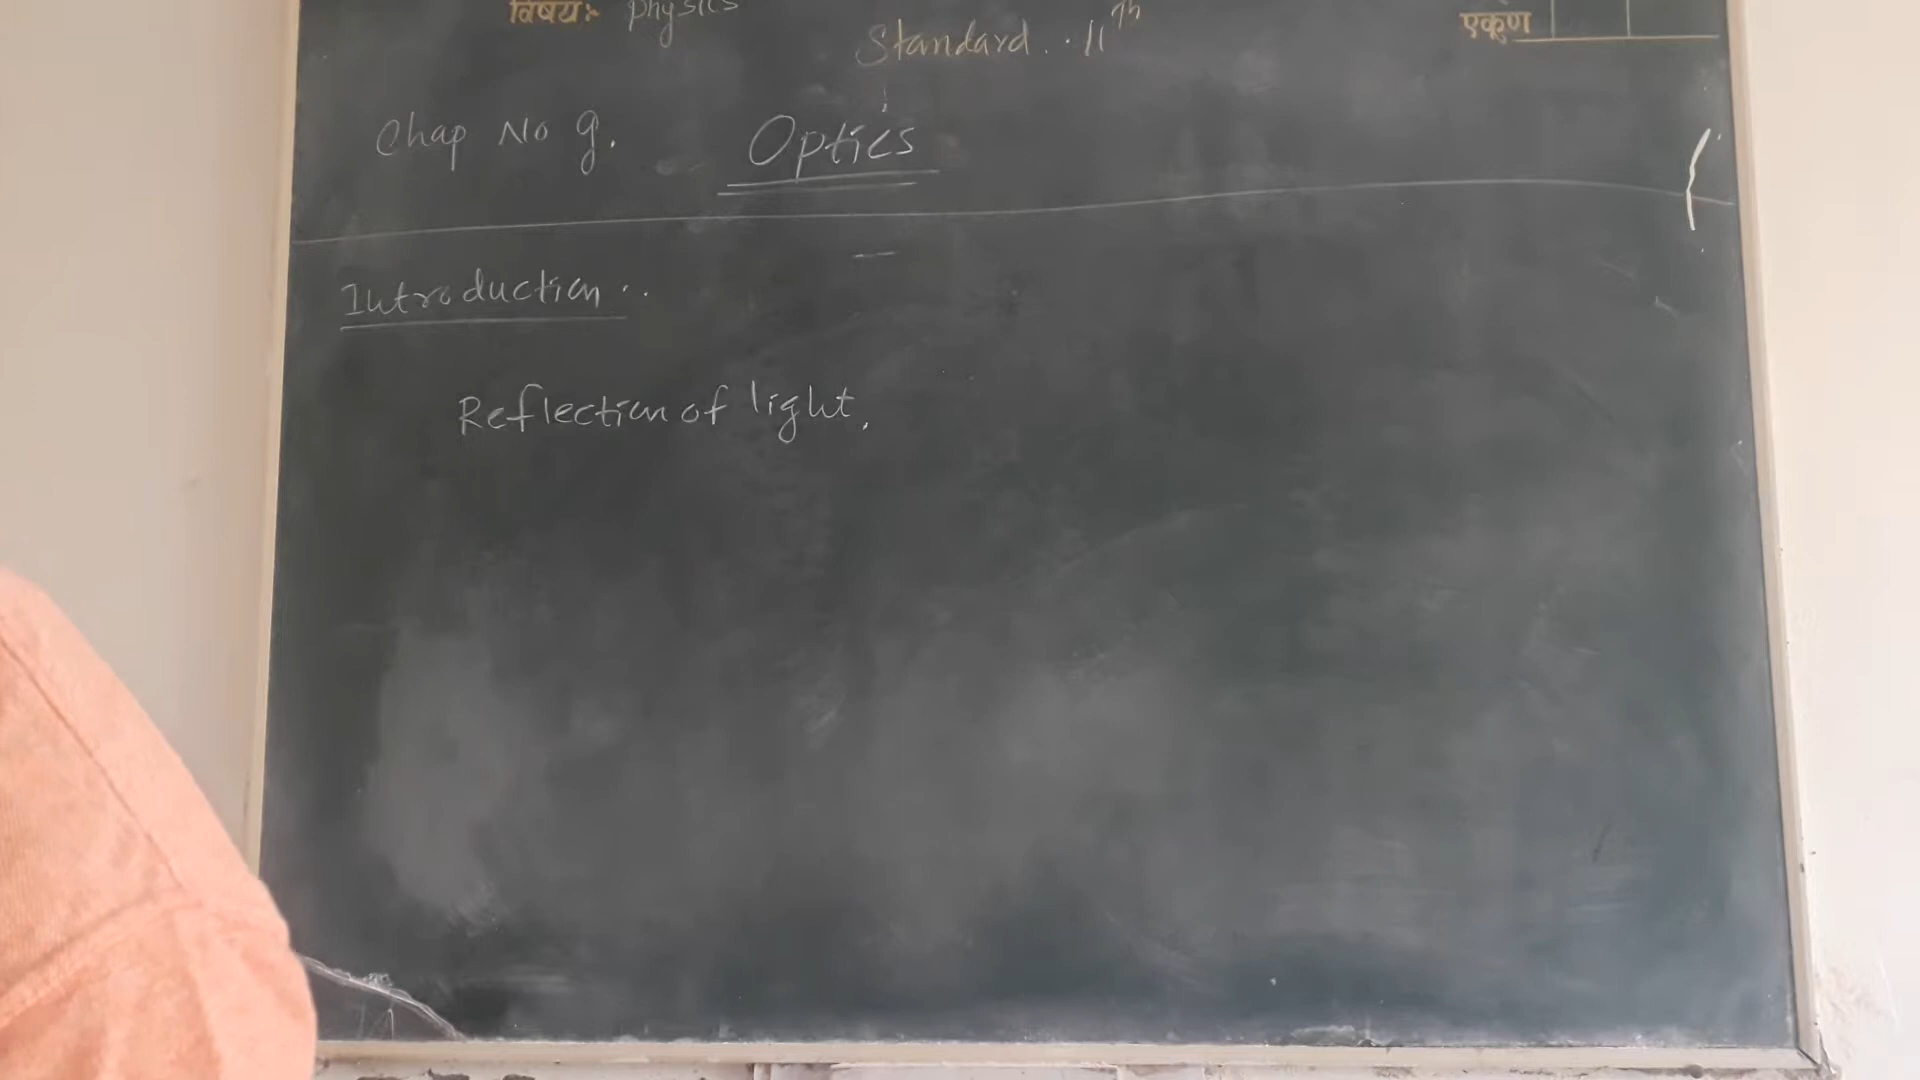 विषय:- physics
Standard..11th
एकूण
Chap No 9. Optics
Introduction..
Reflection of light.